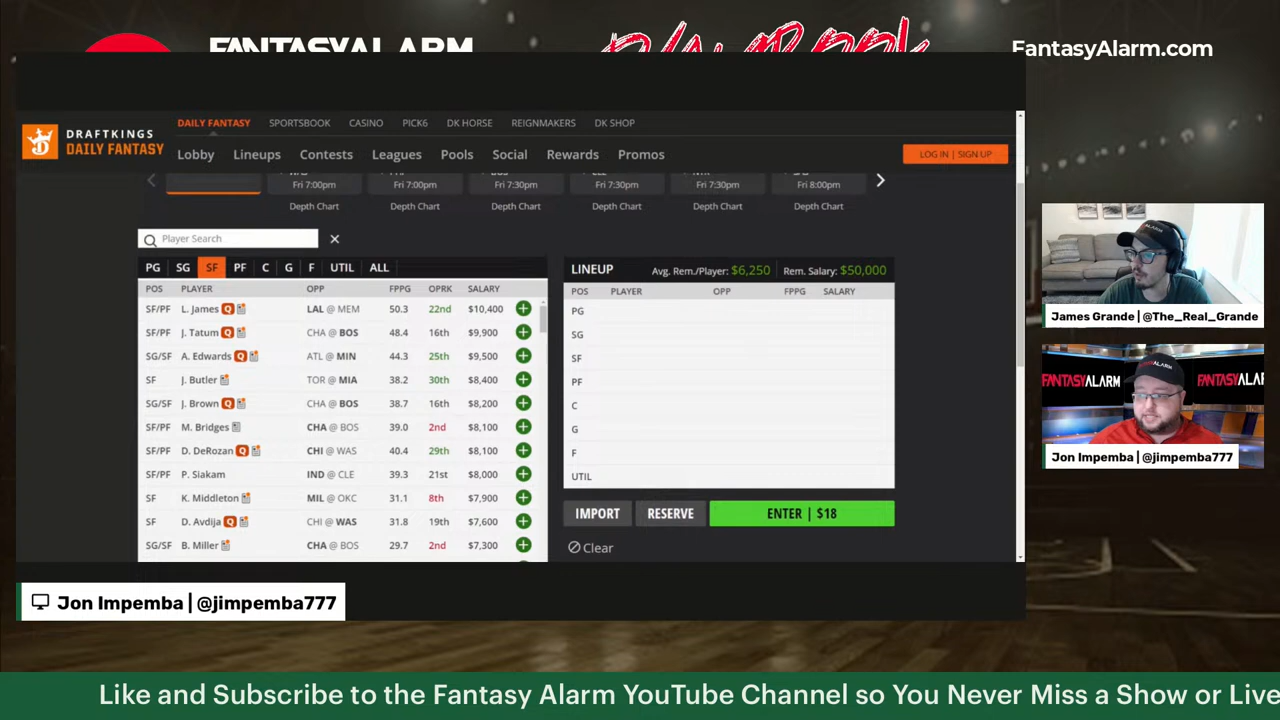 FANTASYALARM
PLAYBOOK
FantasyAlarm.com
DRAFTKINGS
DAILY FANTASY
DAILY FANTASY SPORTSBOOK CASINO PICK6 DK HORSE REIGNMAKERS DK SHOP
Lobby Lineups Contests Leagues Pools Social Rewards Promos
LOG IN | SIGN UP
Fri 7:00pm Fri 7:00pm Fri 7:30pm Fri 7:30pm Fri 7:30pm Fri 8:00pm
Depth Chart Depth Chart Depth Chart Depth Chart Depth Chart Depth Chart
Player Search
PG SG SF PF C G F UTIL ALL
POS PLAYER OPP FPPG OPRK SALARY
SF/PF L. James Q LAL @ MEM 50.3 22nd $10,400
SF/PF J. Tatum Q CHA @ BOS 48.4 16th $9,900
SG/SF A. Edwards Q ATL @ MIN 44.3 25th $9,500
SF J. Butler TOR @ MIA 38.2 30th $8,400
SG/SF J. Brown Q CHA @ BOS 38.7 16th $8,200
SF/PF M. Bridges CHA @ BOS 39.0 2nd $8,100
SF/PF D. DeRozan Q CHI @ WAS 40.4 29th $8,100
SF/PF P. Siakam IND @ CLE 39.3 21st $8,000
SF K. Middleton MIL @ OKC 31.1 8th $7,900
SF D. Avdija Q CHI @ WAS 31.8 19th $7,600
SG/SF B. Miller CHA @ BOS 29.7 2nd $7,300
LINEUP Avg. Rem./Player: $6,250 Rem. Salary: $50,000
POS PLAYER OPP FPPG SALARY
PG
SG
SF
PF
C
G
F
UTIL
IMPORT RESERVE ENTER | $18
Clear
James Grande | @The_Real_Grande
FANTASYALARM
FANTASYALAR
Jon Impemba | @jimpemba777
Jon Impemba | @jimpemba777
Like and Subscribe to the Fantasy Alarm YouTube Channel so You Never Miss a Show or Live